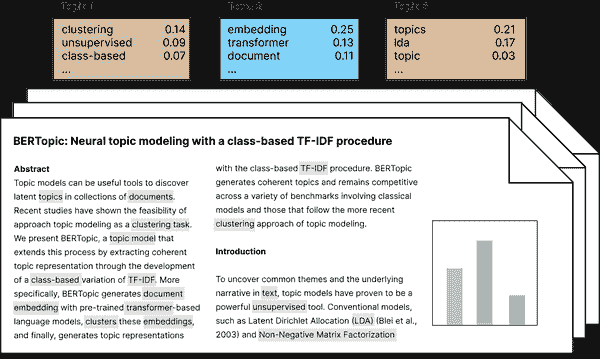 Topic 1
clustering 0.14
unsupervised 0.09
class-based 0.07
...
embedding 0.25
transformer 0.13
document 0.11
...
topics 0.21
lda 0.17
topic 0.03
...
BERTopic: Neural topic modeling with a class-based TF-IDF procedure
Abstract
Topic models can be useful tools to discover
latent topics in collections of documents.
Recent studies have shown the feasibility of
approach topic modeling as a clustering task.
We present BERTopic, a topic model that
extends this process by extracting coherent
topic representation through the development
of a class-based variation of TF-IDF. More
specifically, BERTopic generates document
embedding with pre-trained transformer-based
language models, clusters these embeddings,
and finally, generates topic representations
with the class-based TF-IDF procedure. BERTopic
generates coherent topics and remains competitive
across a variety of benchmarks involving classical
models and those that follow the more recent
clustering approach of topic modeling.
Introduction
To uncover common themes and the underlying
narrative in text, topic models have proven to be a
powerful unsupervised tool. Conventional models,
such as Latent Dirichlet Allocation (LDA) (Blei et al.,
2003) and Non-Negative Matrix Factorization